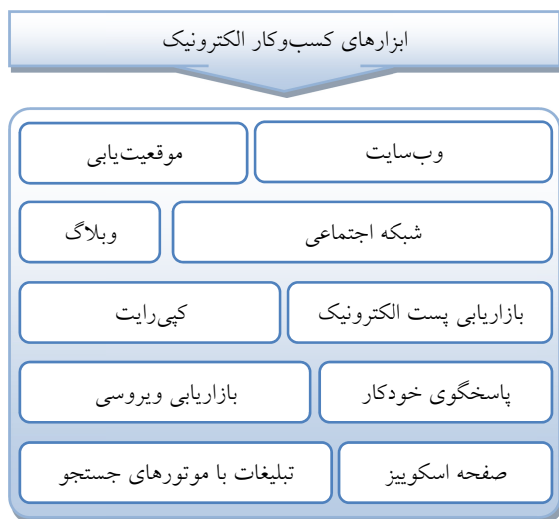 ابزارهای کسب‌وکار الکترونیک
وب‌سایت
موقعیت‌یابی
شبکه اجتماعی
وبلاگ
بازاریابی پست الکترونیک
کپی‌رایت
پاسخگوی خودکار
بازاریابی ویروسی
صفحه اسکوییز
تبلیغات با موتورهای جستجو